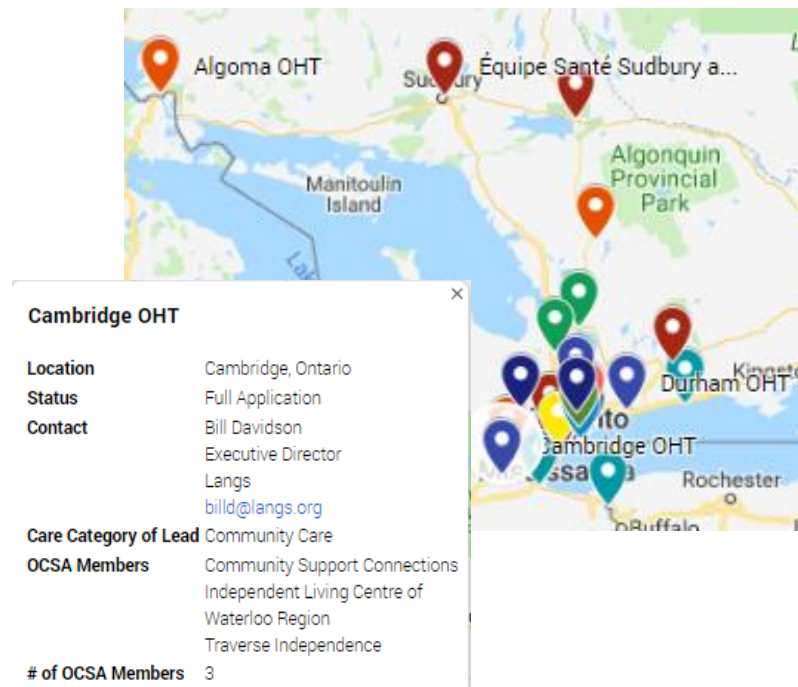 Algoma OHT
Sudbury
Équipe Santé Sudbury a...
Algonquin
Provincial
Park
Manitoulin
Island
La
Durham OHT
Cambridge OHT
Rochester
Buffalo
×
Cambridge OHT
Location Cambridge, Ontario
Status Full Application
Contact Bill Davidson
Executive Director
Langs
billd@langs.org
Care Category of Lead Community Care
OCSA Members Community Support Connections
Independent Living Centre of
Waterloo Region
Traverse Independence
# of OCSA Members 3